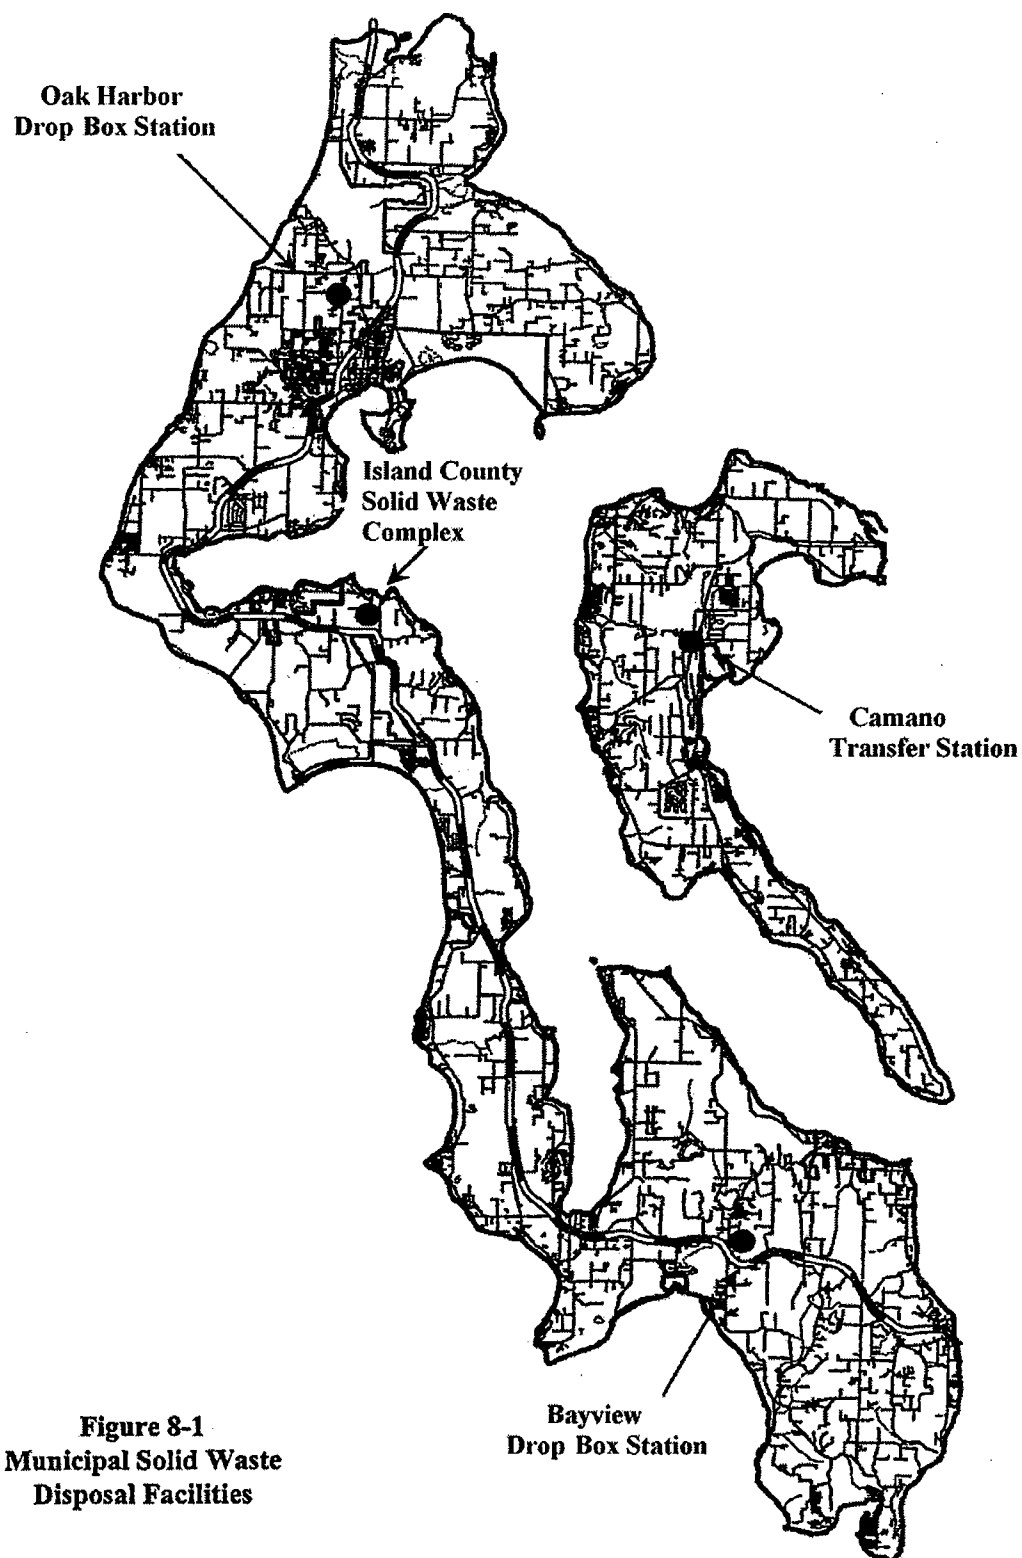 Oak Harbor
Drop Box Station
Island County
Solid Waste
Complex
Camano
Transfer Station
Bayview
Drop Box Station
Figure 8-1
Municipal Solid Waste
Disposal Facilities